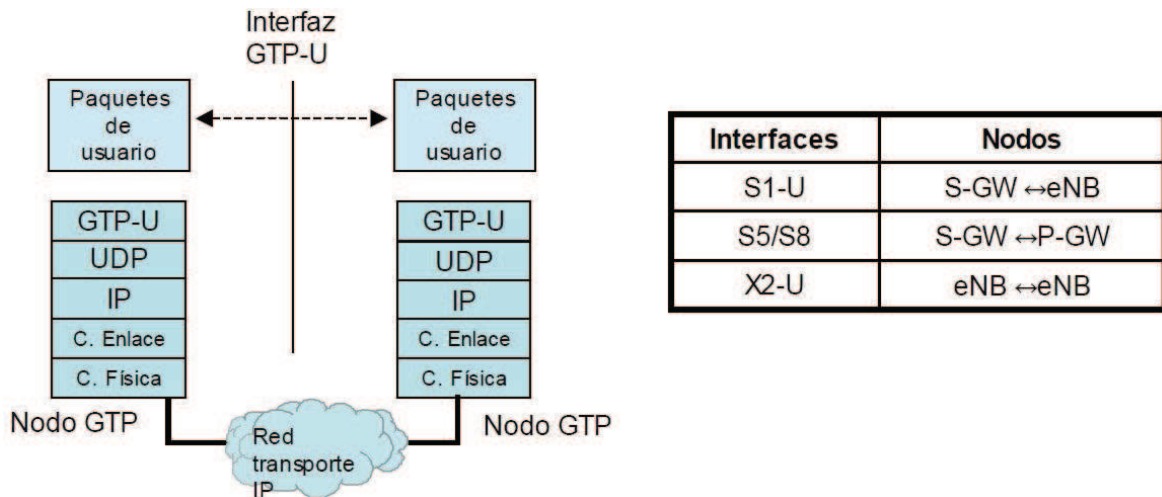 Interfaz
GTP-U
Paquetes
de
usuario
Paquetes
de
usuario
GTP-U
UDP
IP
C. Enlace
C. Física
GTP-U
UDP
IP
C. Enlace
C. Física
Nodo GTP
Nodo GTP
Red
transporte
IP
Interfaces Nodos
S1-U S-GW ↔eNB
S5/S8 S-GW ↔P-GW
X2-U eNB ↔eNB